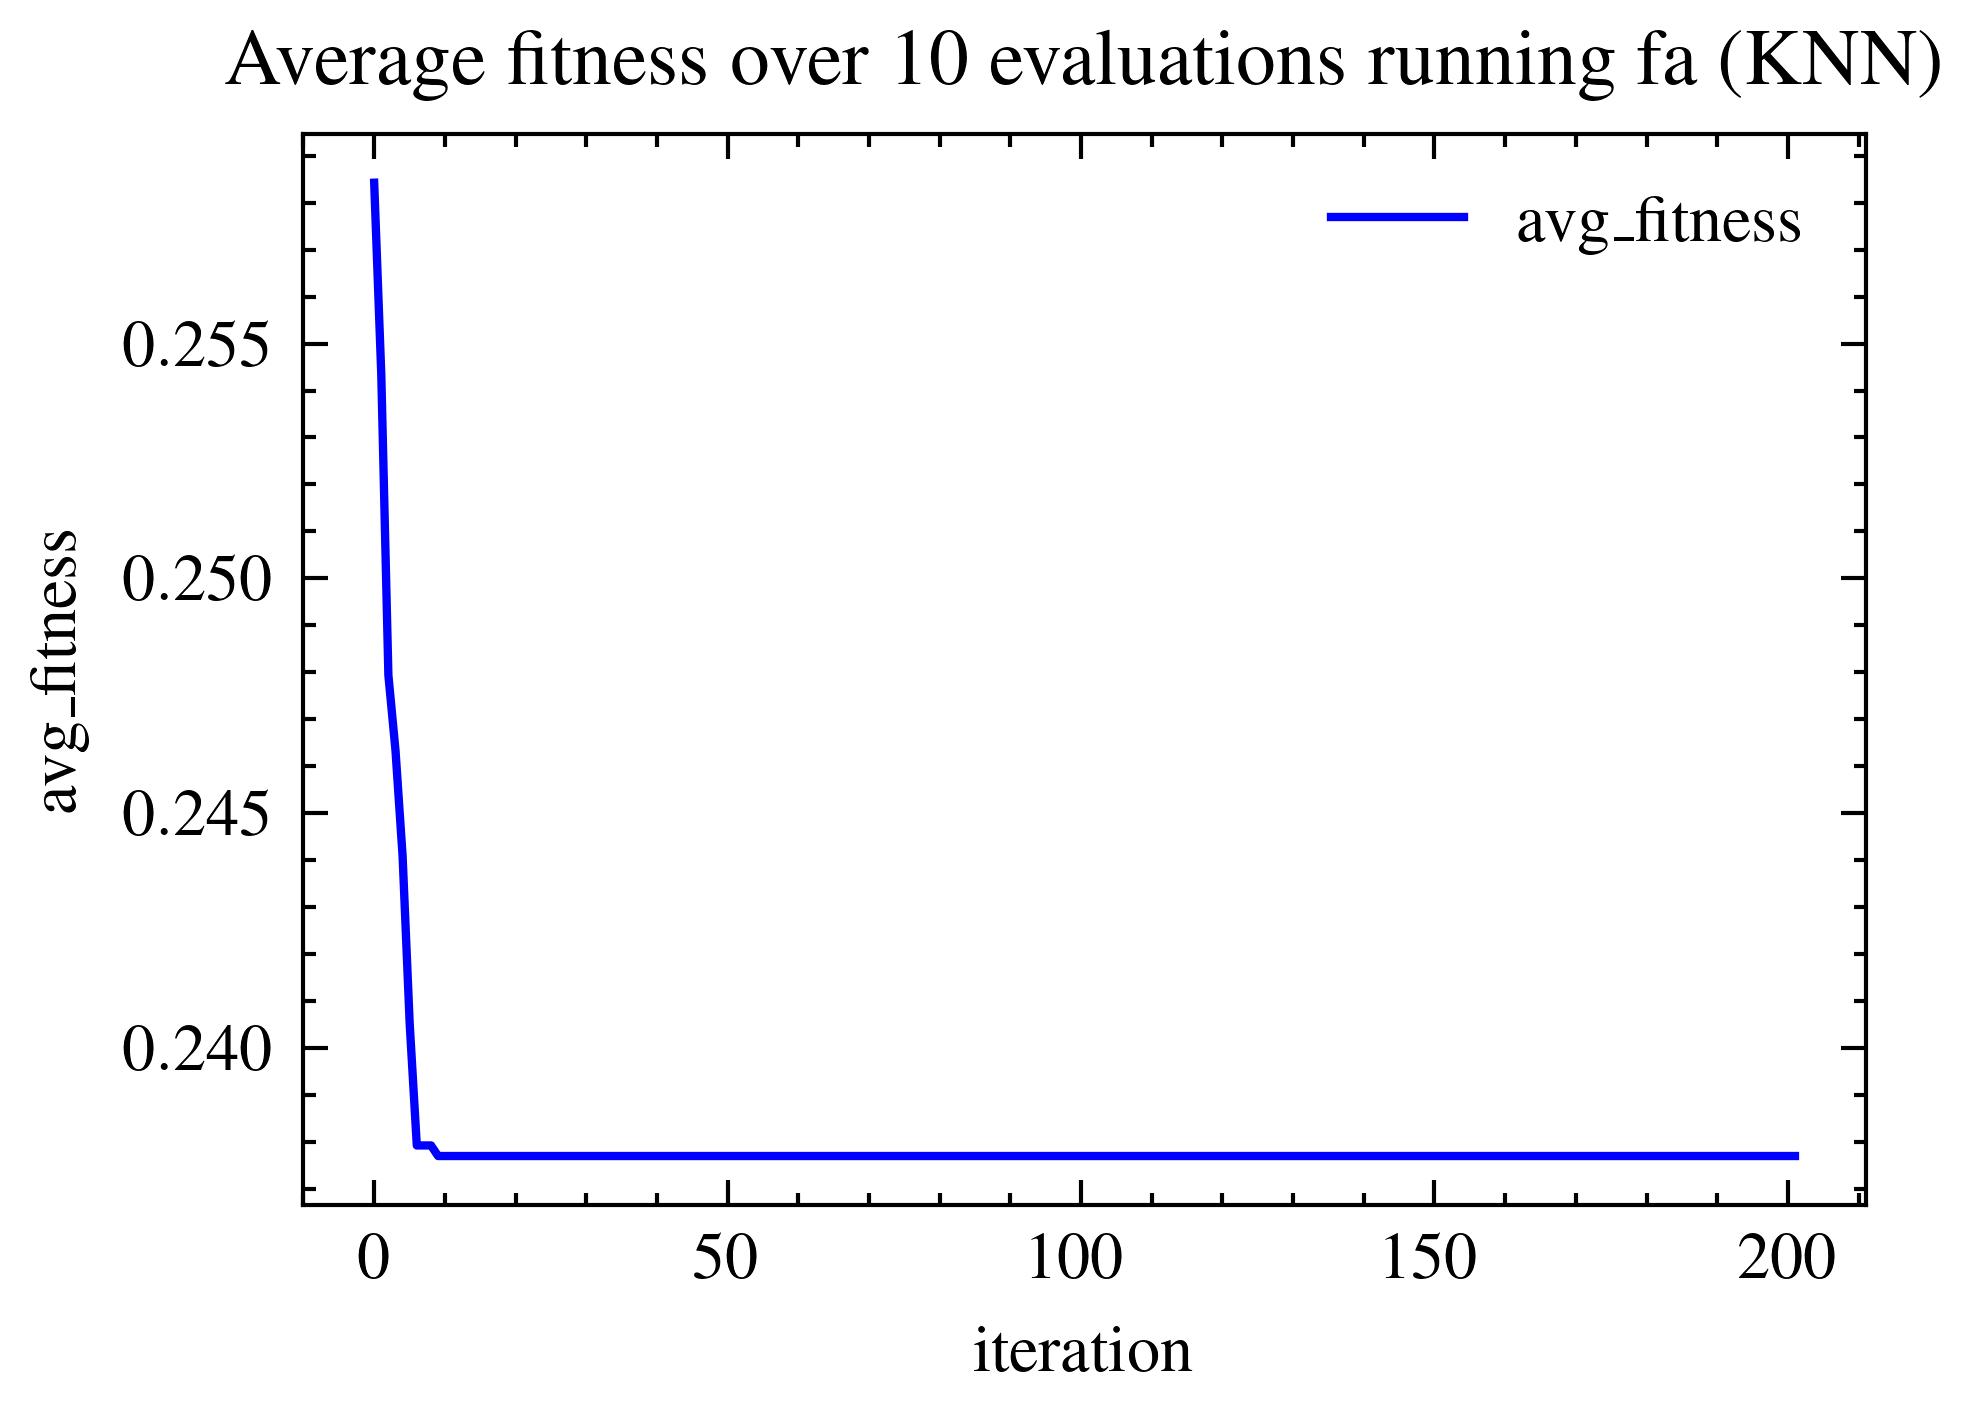 Average fitness over 10 evaluations running fa (KNN)
avg_fitness
0.255
0.250
0.245
0.240
avg_fitness
0 50 100 150 200
iteration